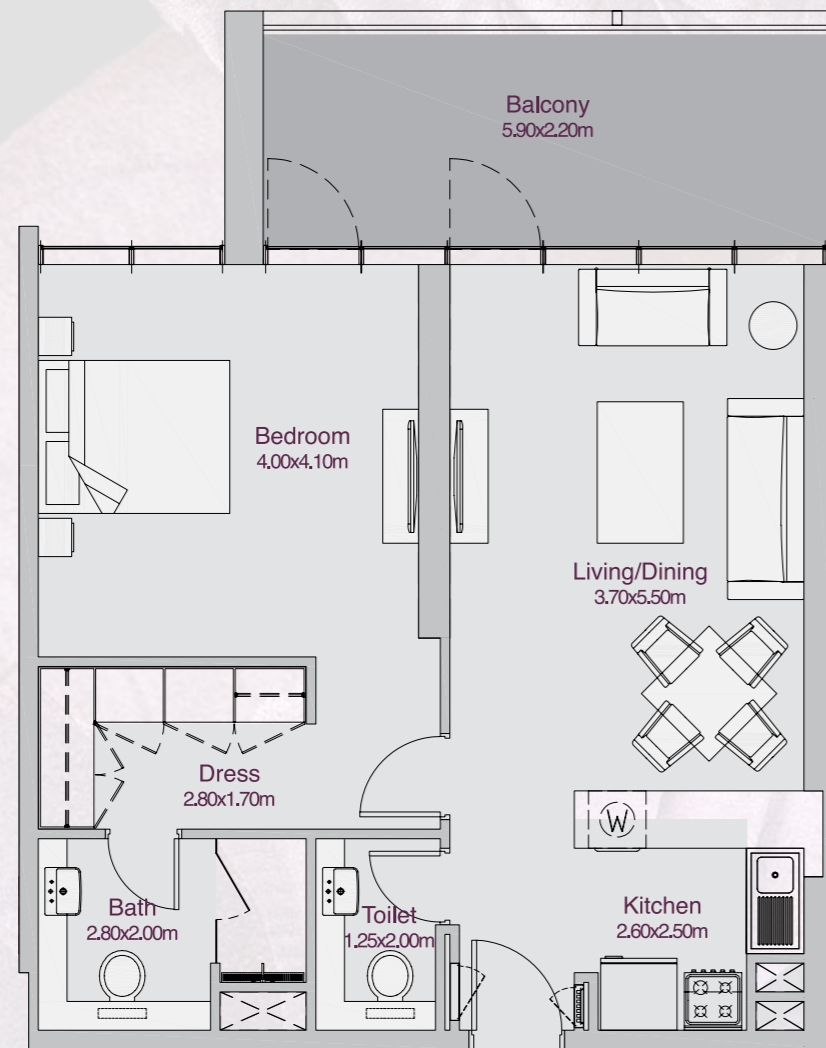 Balcony
5.90x2.20m
Bedroom
4.00x4.10m
Living/Dining
3.70x5.50m
Dress
2.80x1.70m
W
Bath
2.80x2.00m
Toilet
1.25x2.00m
Kitchen
2.60x2.50m